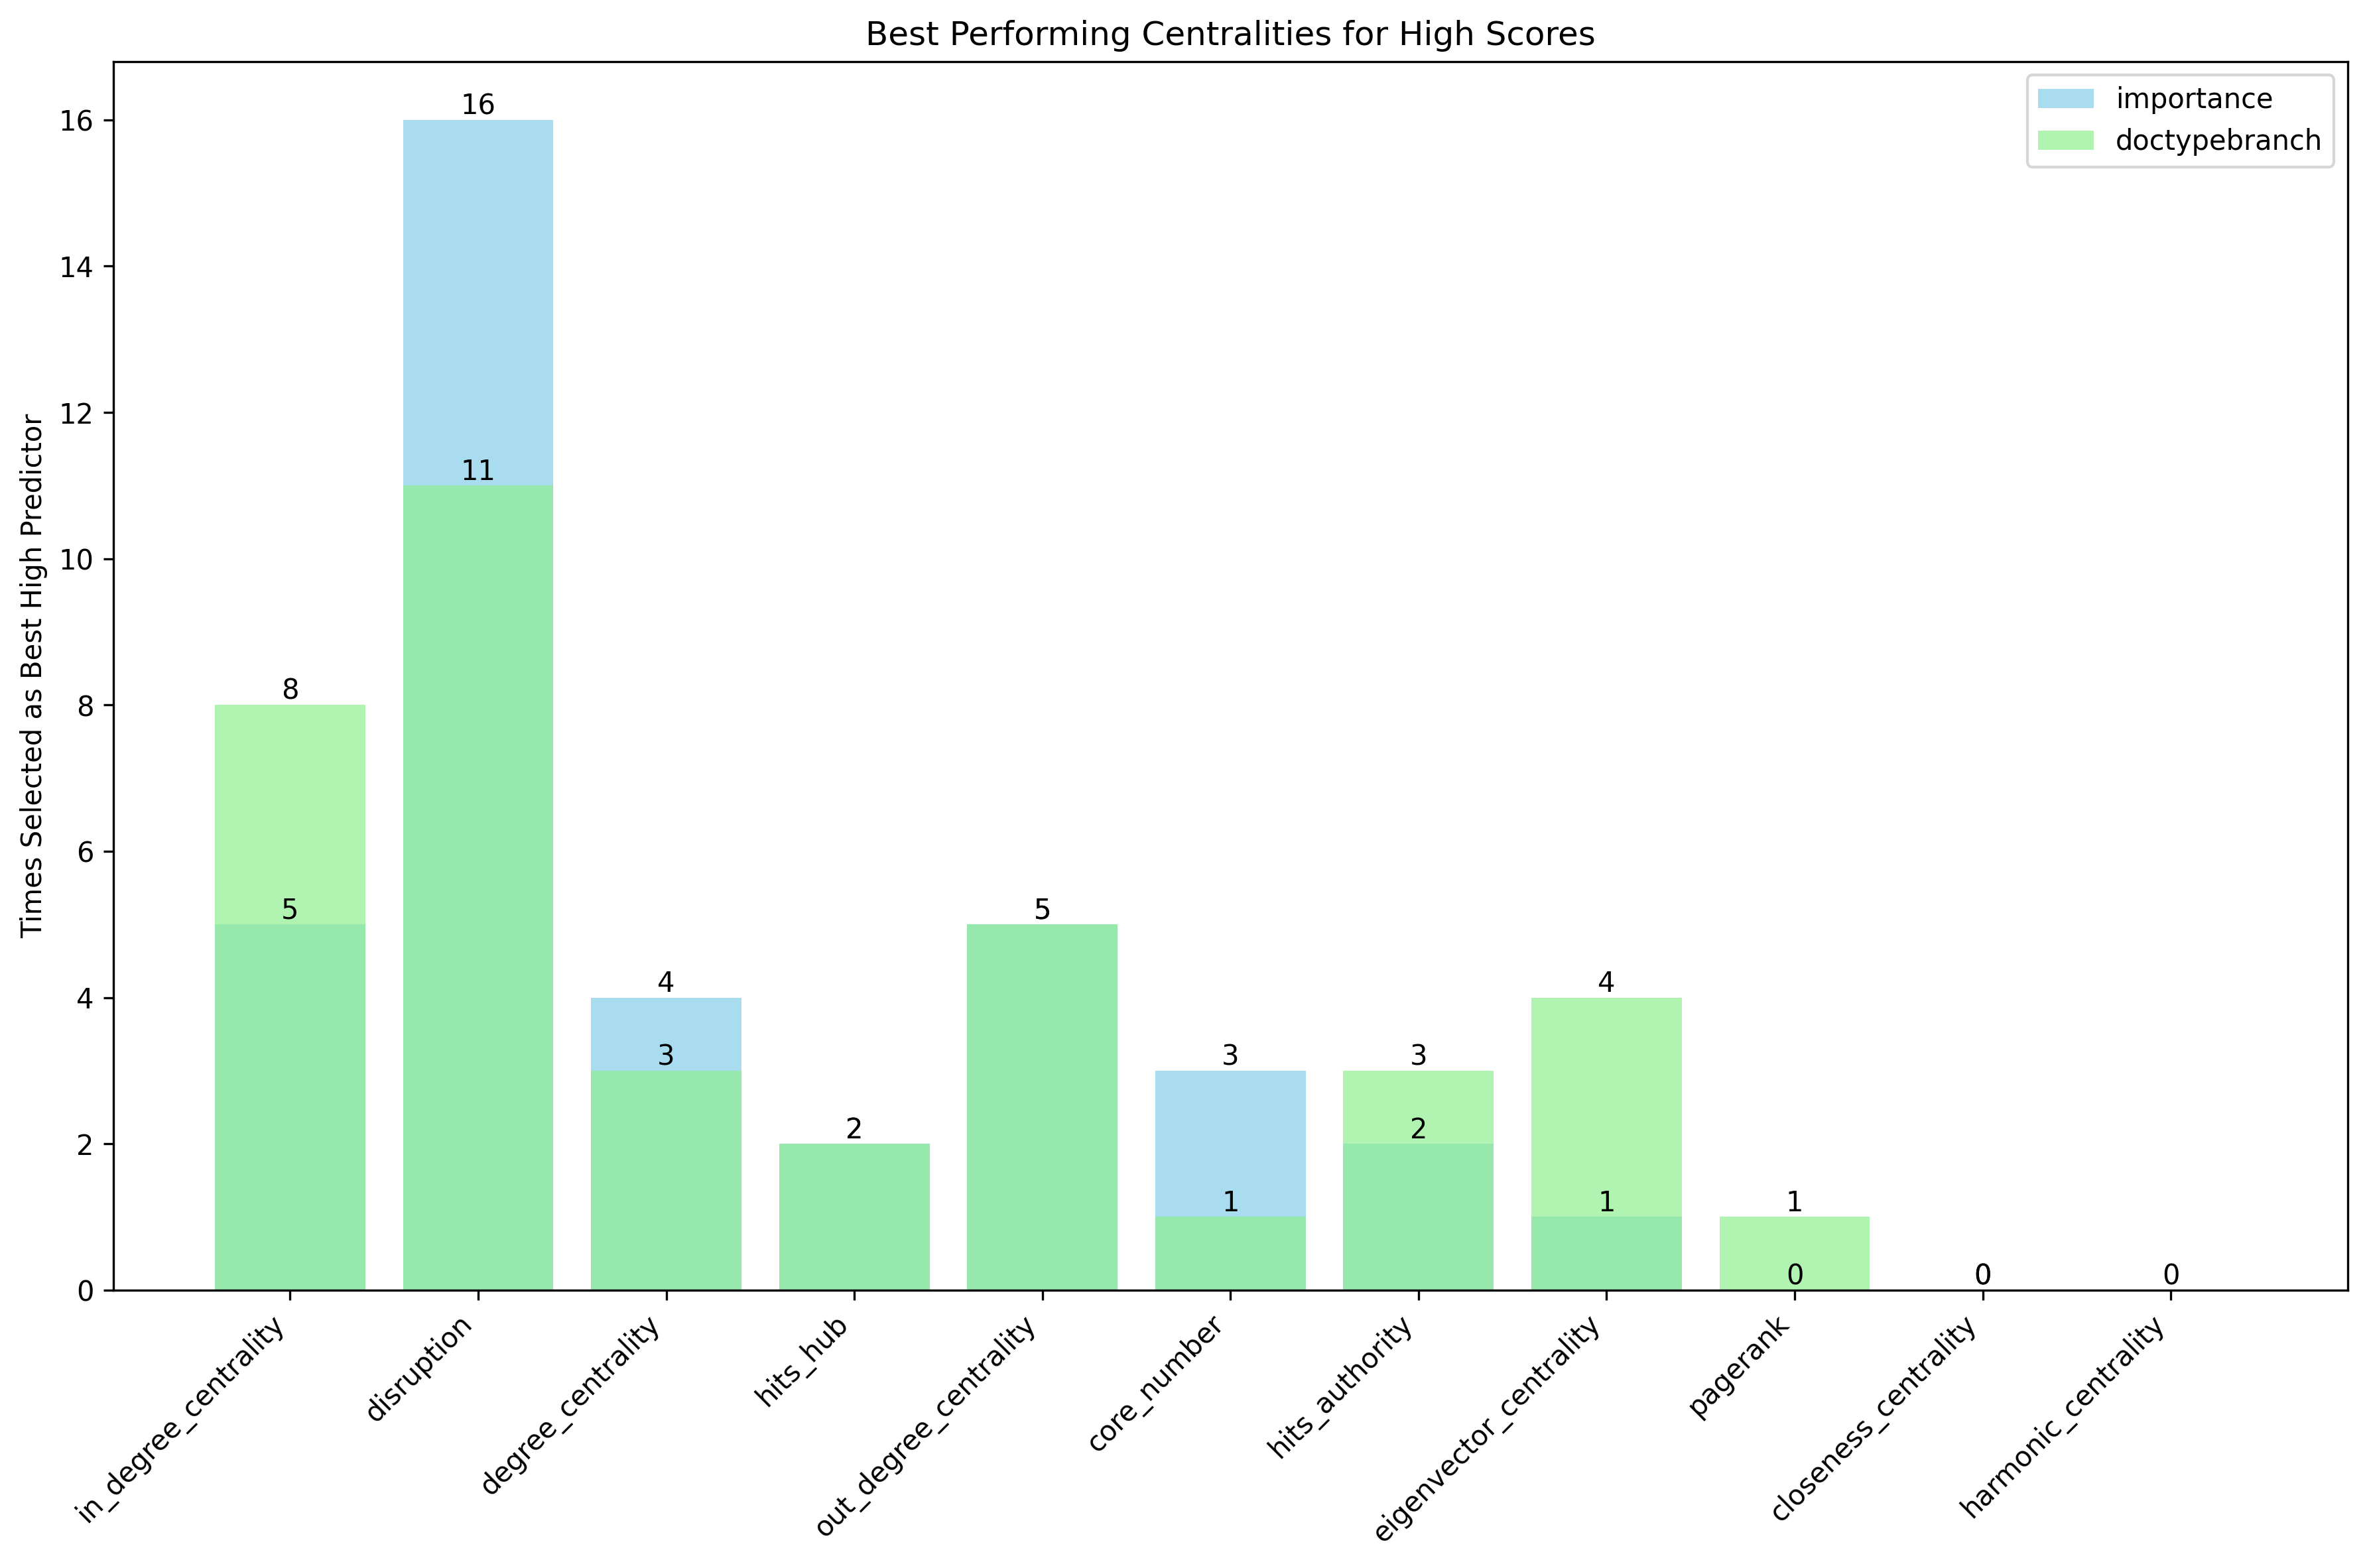 Best Performing Centralities for High Scores
importance
doctypebranch
Times Selected as Best High Predictor
16
14
12
10
8
6
4
2
0
8
5
16
11
4
3
2
5
3
1
3
2
4
1
1
0
0
0
in_degree_centrality
disruption
degree_centrality
hits_hub
out_degree_centrality
core_number
hits_authority
eigenvector_centrality
pagerank
closeness_centrality
harmonic_centrality